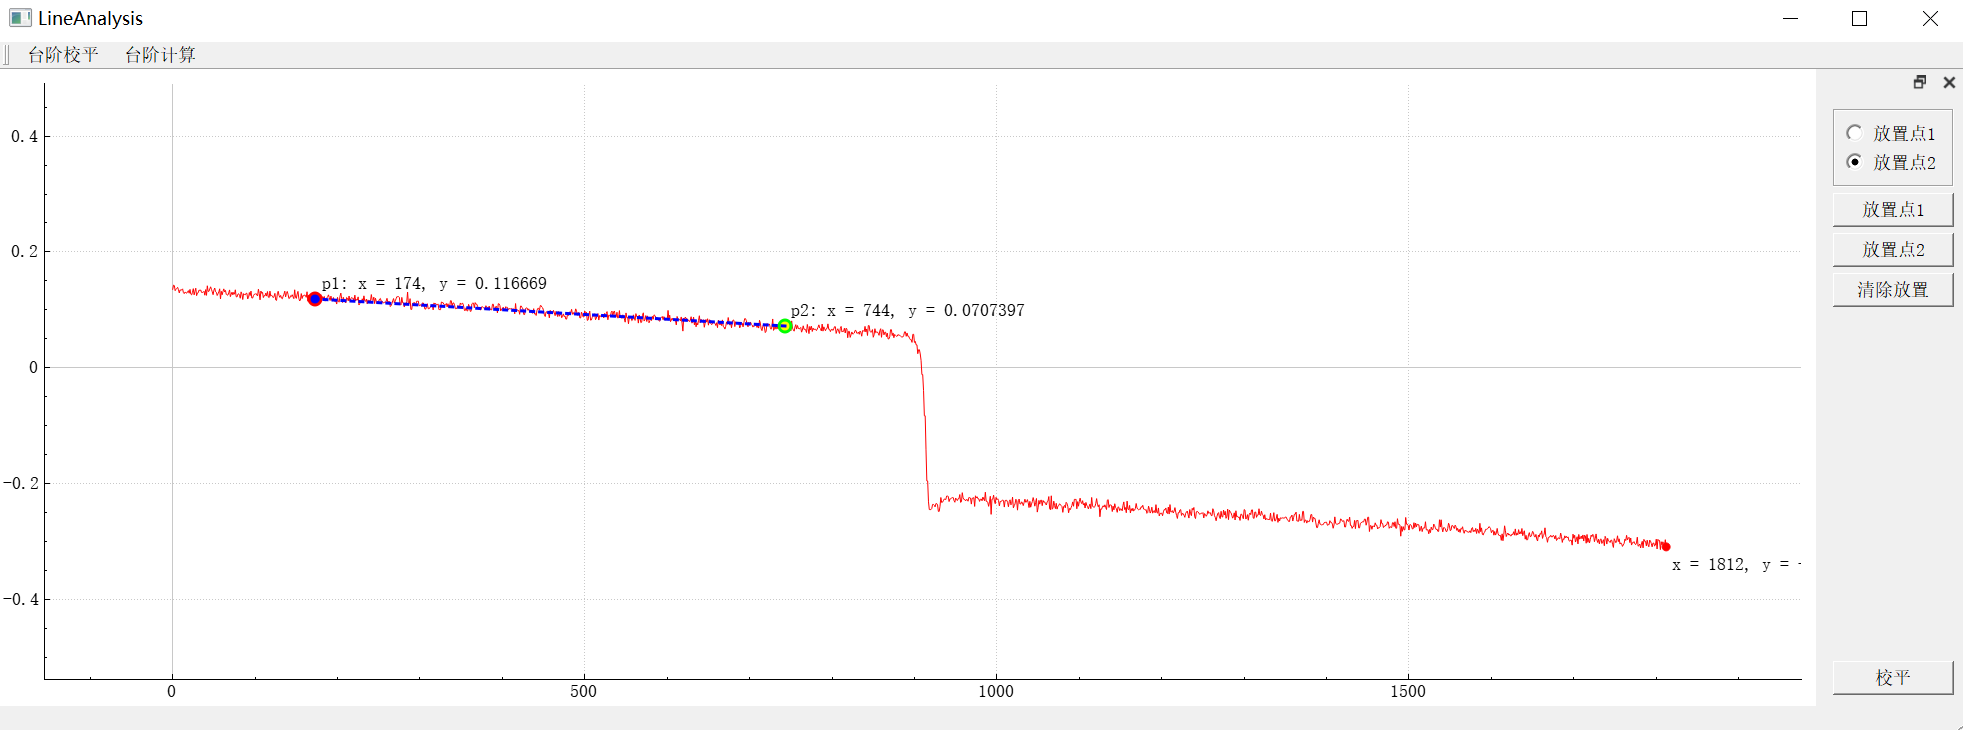 LineAnalysis
台阶校平 台阶计算
0.4
0.2
0
-0.2
-0.4
0 500 1000 1500
p1: x = 174, y = 0.116669
p2: x = 744, y = 0.0707397
x = 1812, y = -
放置点1
放置点2
放置点1
放置点2
清除放置
校平